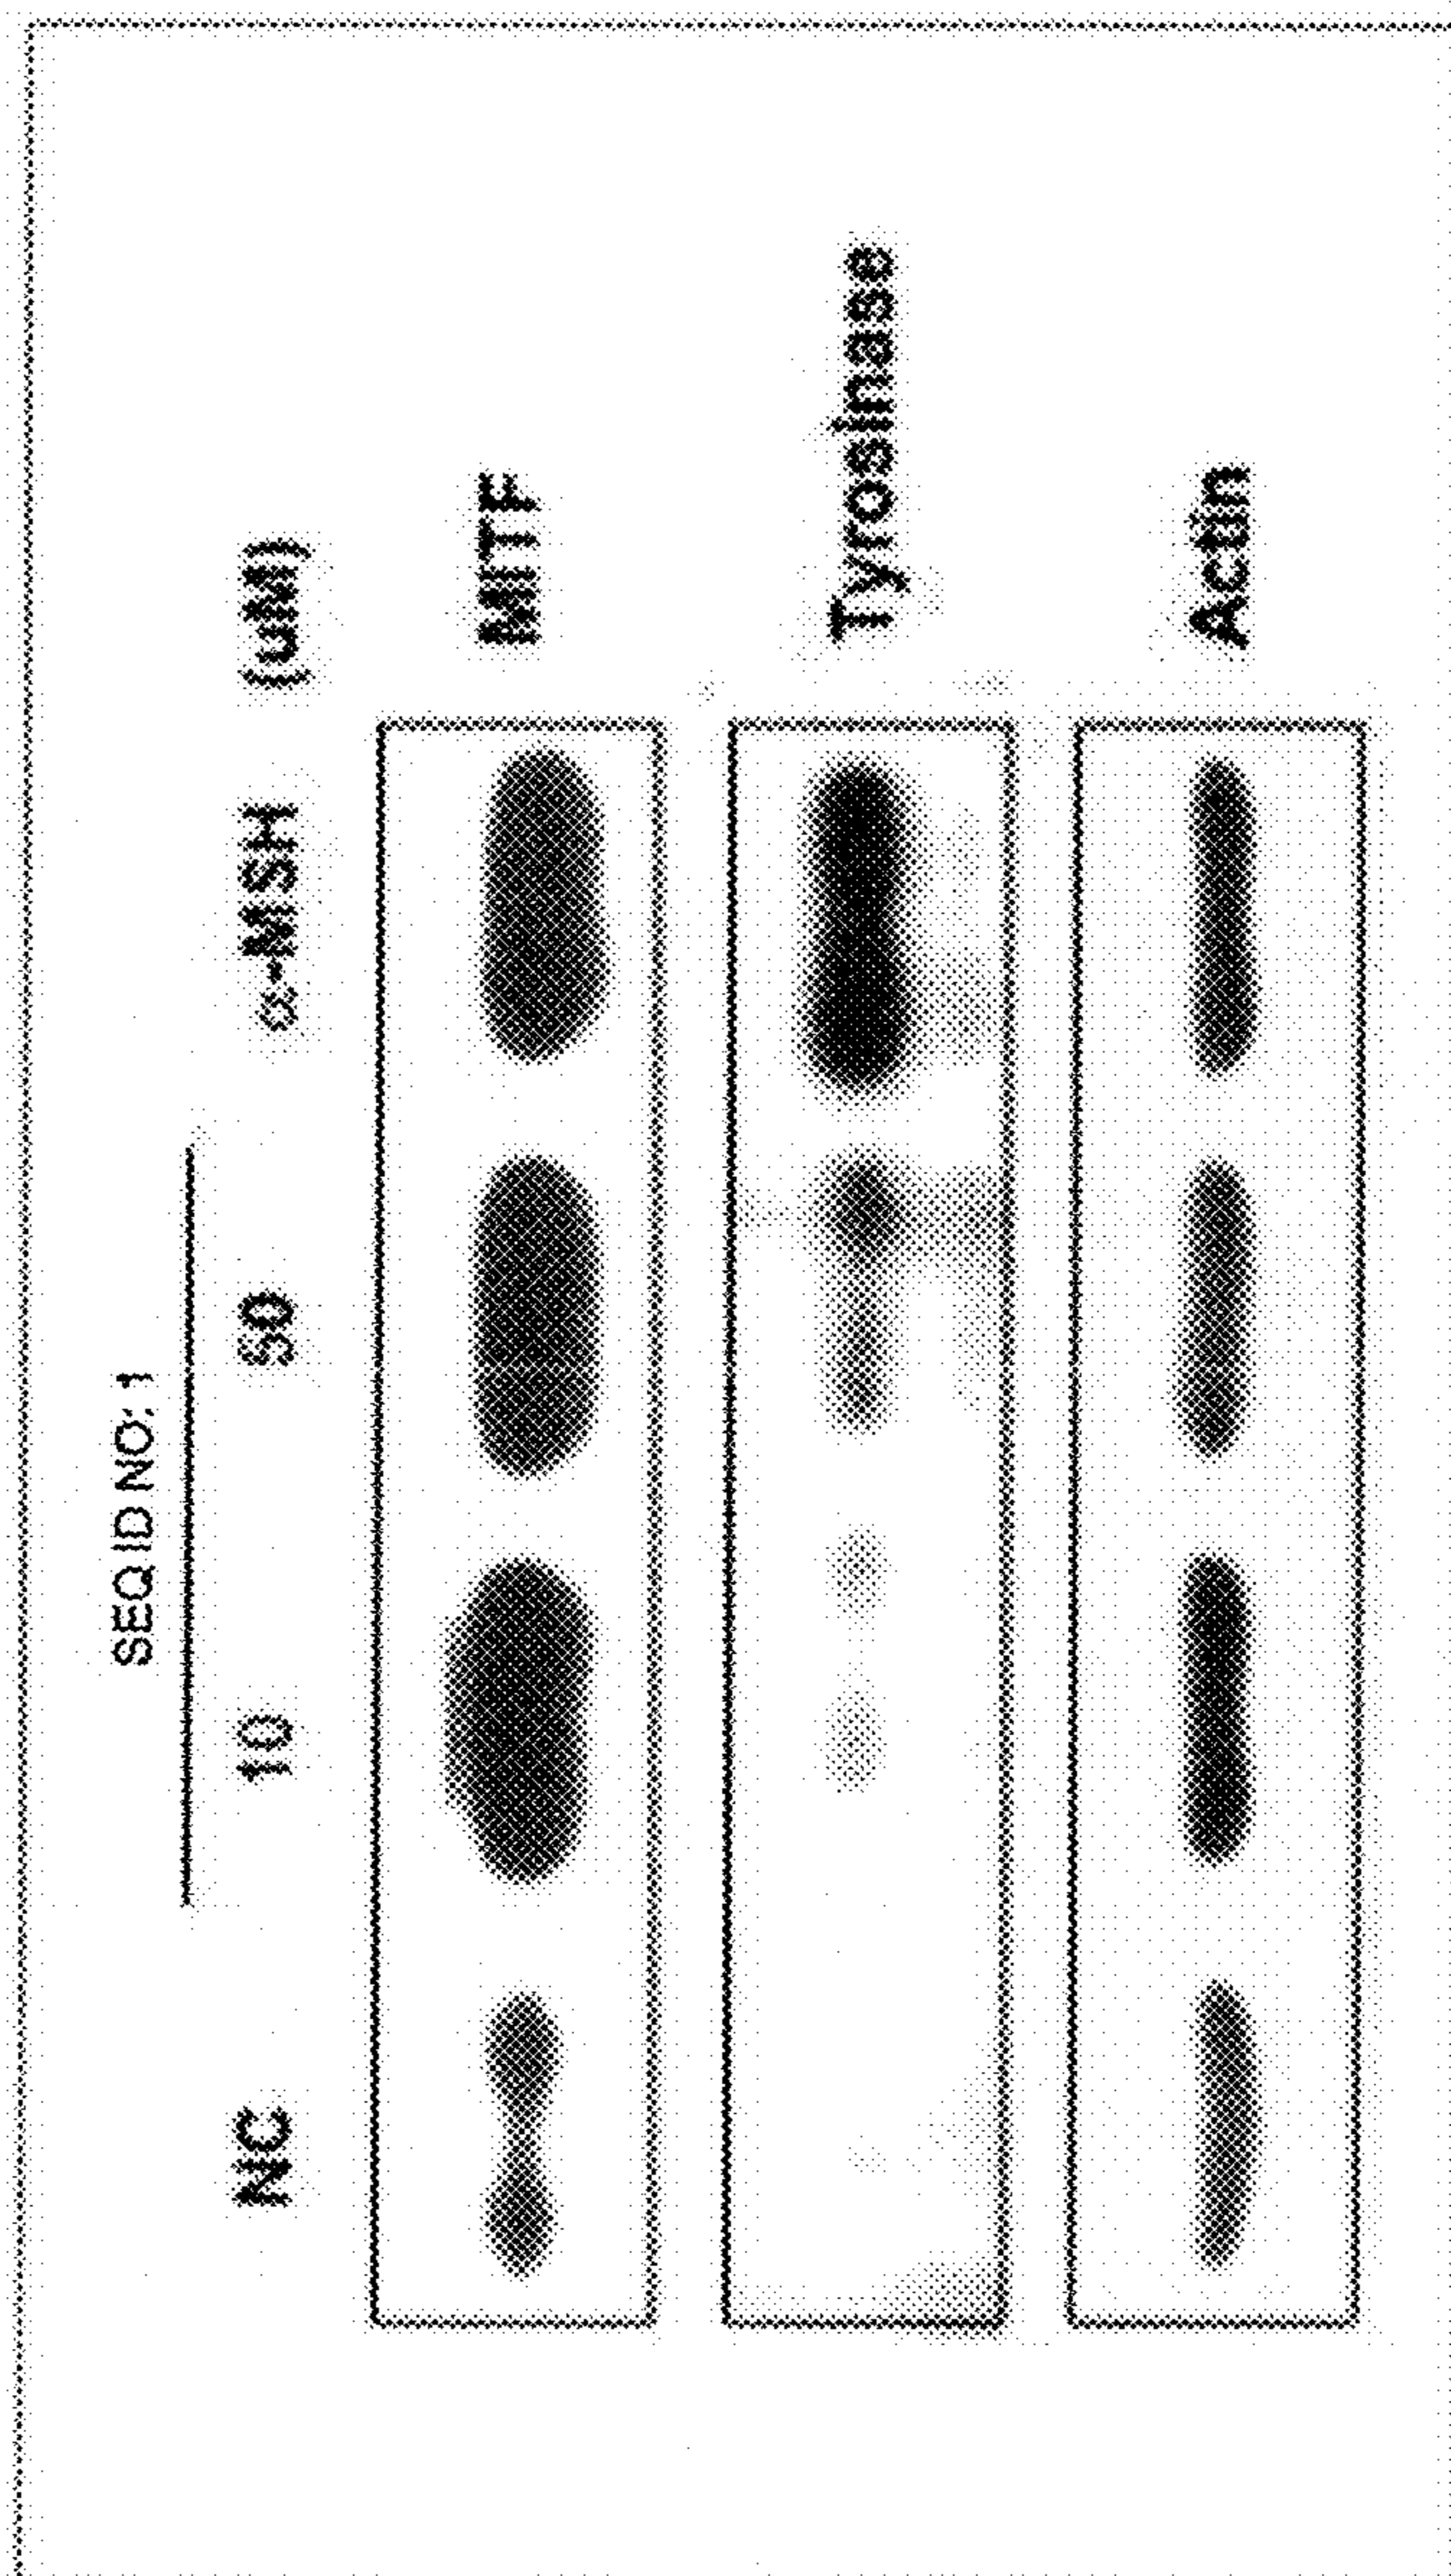 SEQ ID NO: 1
NC 10 50 α-MSH (uM)
MITF
Tyrosinase
Actin